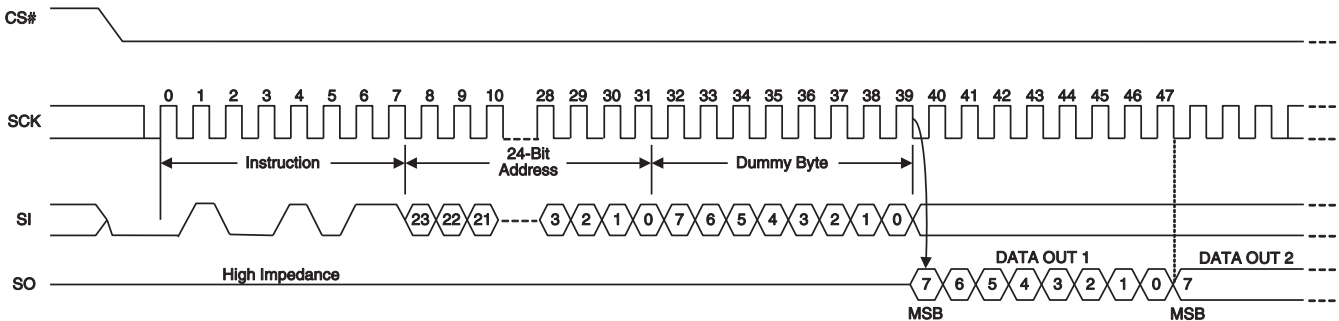 CS#
0 1 2 3 4 5 6 7 8 9 10 28 29 30 31 32 33 34 35 36 37 38 39 40 41 42 43 44 45 46 47
SCK
Instruction
24-Bit
Address
Dummy Byte
SI
23 22 21 3 2 1 0 7 6 5 4 3 2 1 0
DATA OUT 1
DATA OUT 2
High Impedance
SO
7 6 5 4 3 2 1 0 7
MSB
MSB